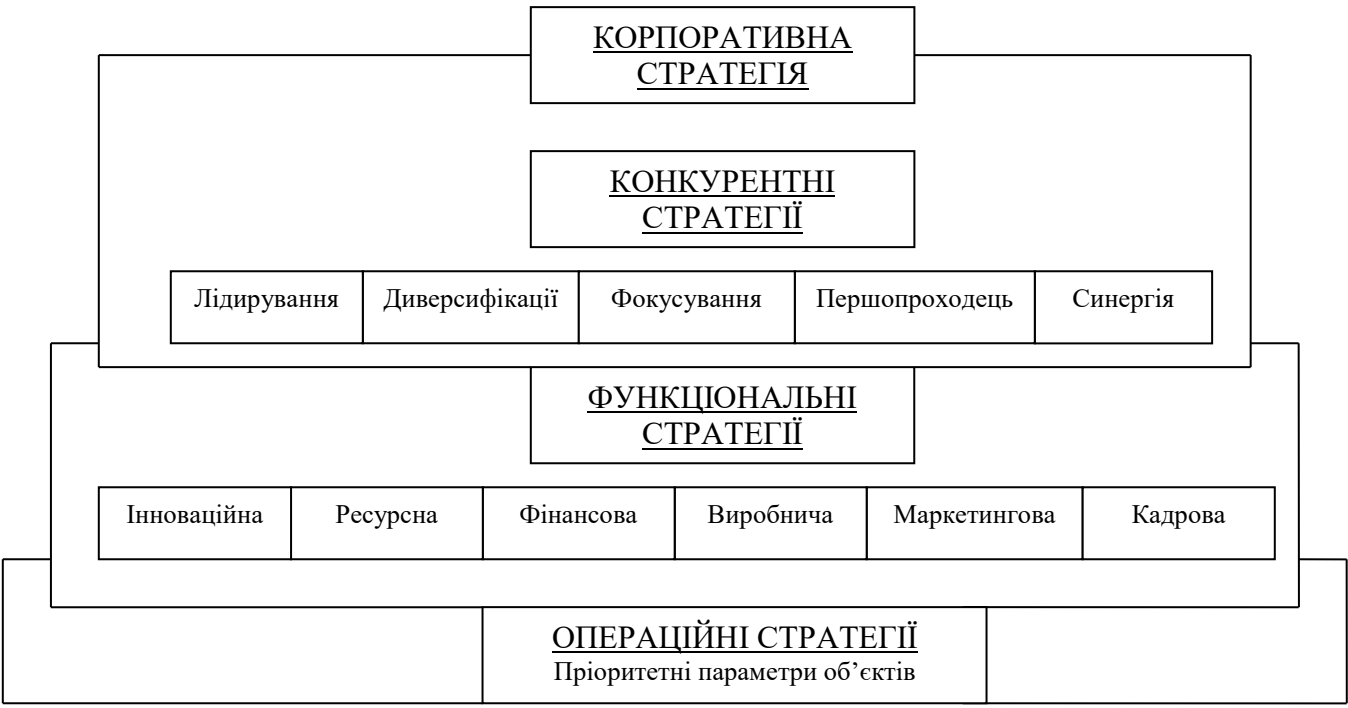 КОРПОРАТИВНА
СТРАТЕГІЯ
КОНКУРЕНТНІ
СТРАТЕГІЇ
Лідирування Диверсифікації Фокусування Першопроходець Синергія
ФУНКЦІОНАЛЬНІ
СТРАТЕГІЇ
Інноваційна Ресурсна Фінансова Виробнича Маркетингова Кадрова
ОПЕРАЦІЙНІ СТРАТЕГІЇ
Пріоритетні параметри об’єктів